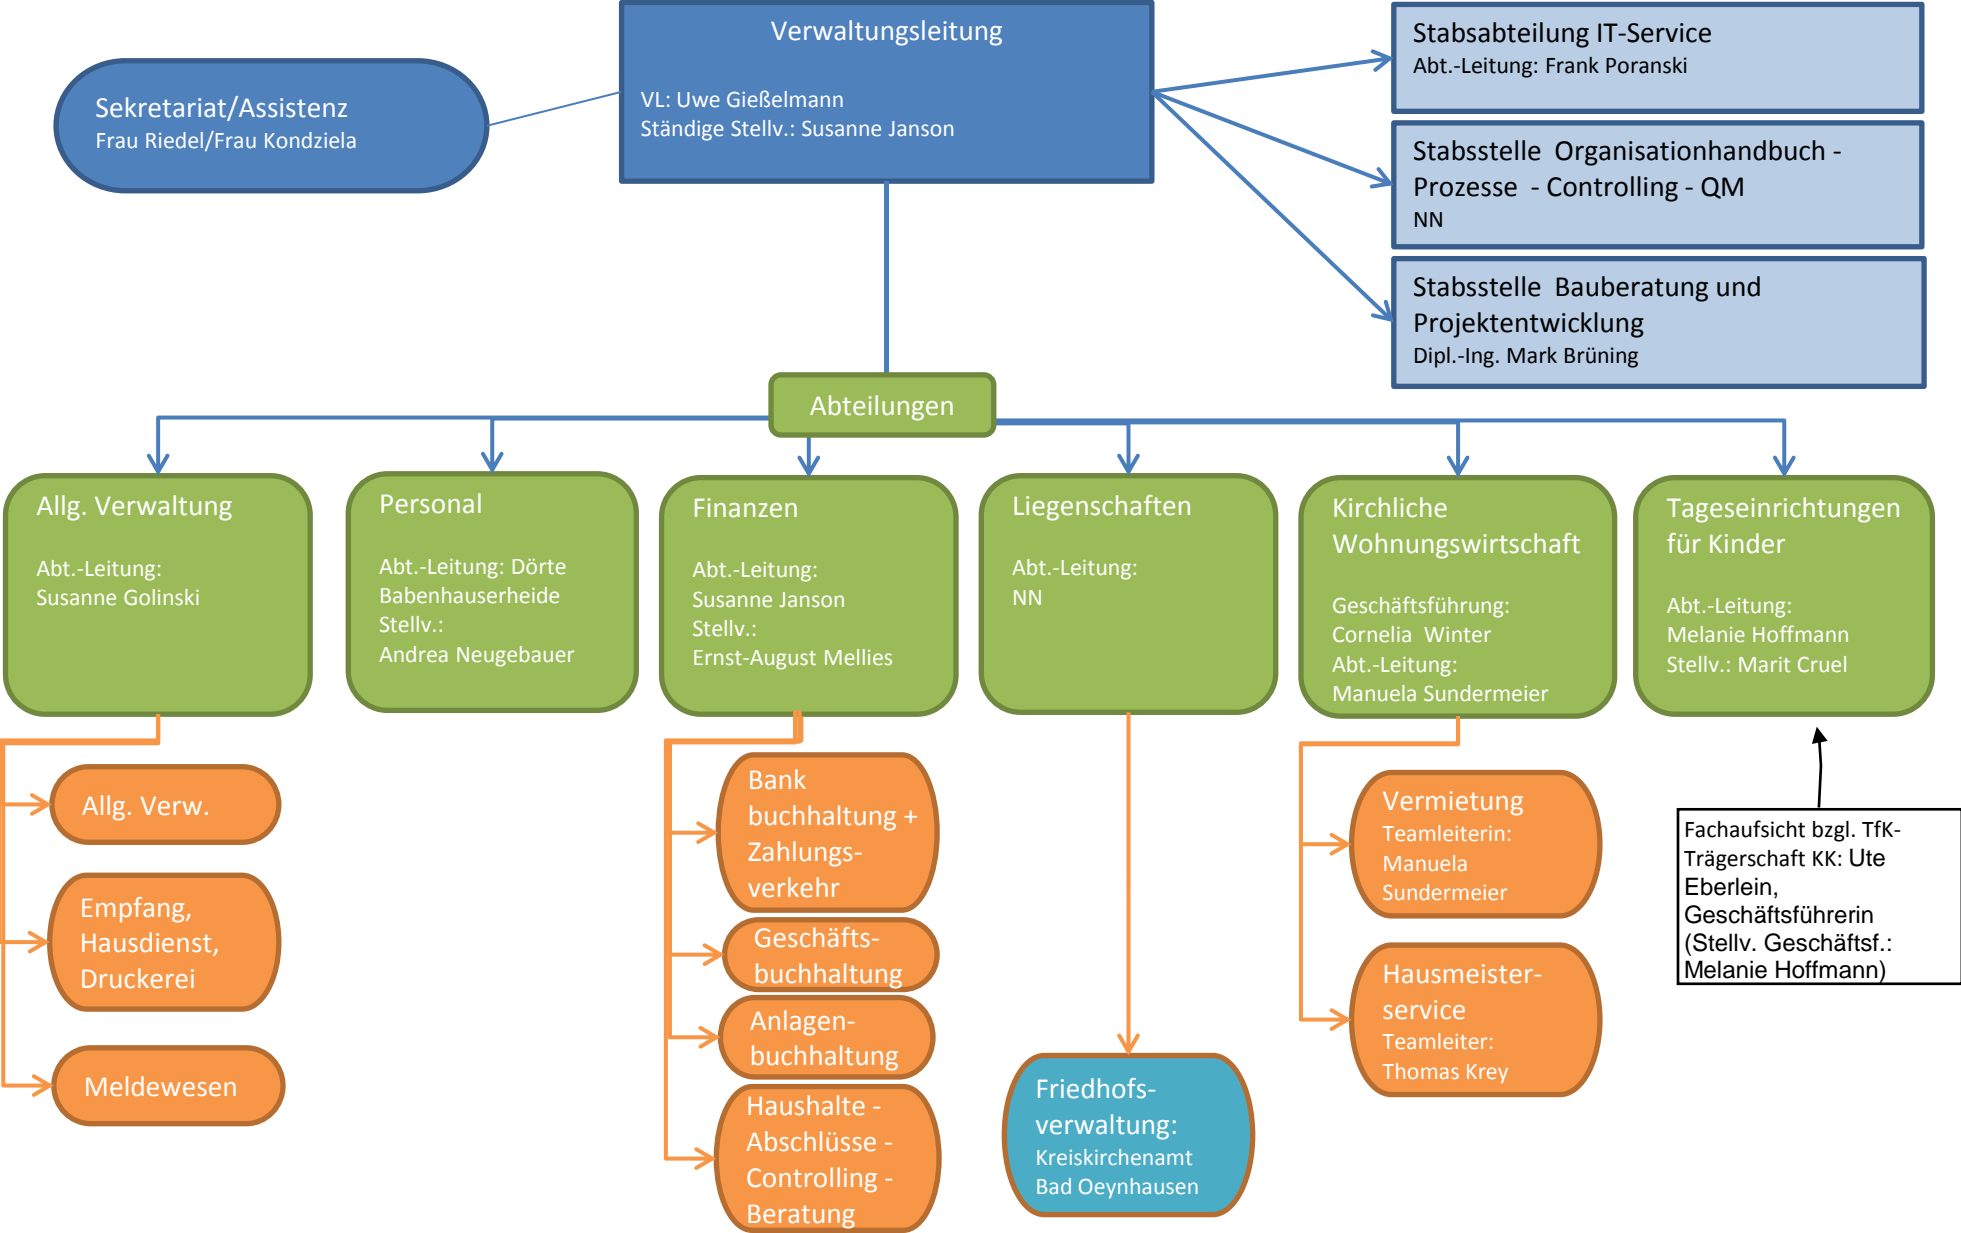 Verwaltungsleitung
VL: Uwe Gießelmann
Ständige Stellv.: Susanne Janson
Sekretariat/Assistenz
Frau Riedel/Frau Kondziela
Stabsabteilung IT-Service
Abt.-Leitung: Frank Poranski
Stabsstelle Organisationhandbuch -
Prozesse - Controlling - QM
NN
Stabsstelle Bauberatung und
Projektentwicklung
Dipl.-Ing. Mark Brüning
Abteilungen
Allg. Verwaltung
Abt.-Leitung:
Susanne Golinski
Personal
Abt.-Leitung: Dörte
Babenhauserheide
Stellv.:
Andrea Neugebauer
Finanzen
Abt.-Leitung:
Susanne Janson
Stellv.:
Ernst-August Mellies
Liegenschaften
Abt.-Leitung:
NN
Kirchliche
Wohnungswirtschaft
Geschäftsführung:
Cornelia Winter
Abt.-Leitung:
Manuela Sundermeier
Tageseinrichtungen
für Kinder
Abt.-Leitung:
Melanie Hoffmann
Stellv.: Marit Cruel
Allg. Verw.
Empfang,
Hausdienst,
Druckerei
Meldewesen
Bank
buchhaltung +
Zahlungs-
verkehr
Geschäfts-
buchhaltung
Anlagen-
buchhaltung
Haushalte -
Abschlüsse -
Controlling -
Beratung
Friedhofs-
verwaltung:
Kreiskirchenamt
Bad Oeynhausen
Vermietung
Teamleiterin:
Manuela
Sundermeier
Hausmeister-
service
Teamleiter:
Thomas Krey
Fachaufsicht bzgl. TfK-
Trägerschaft KK: Ute
Eberlein,
Geschäftsführerin
(Stellv. Geschäftsf.:
Melanie Hoffmann)